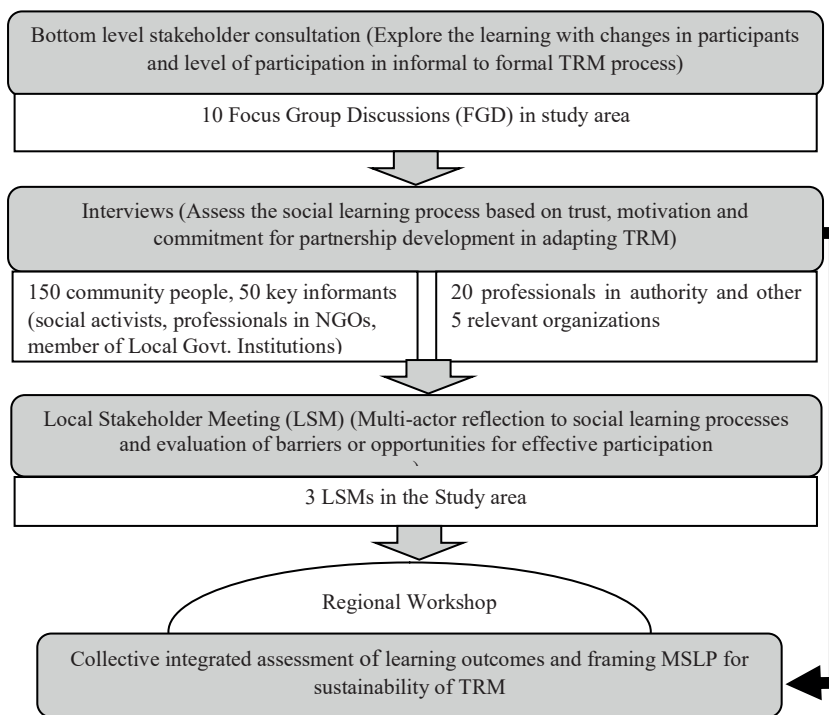 Bottom level stakeholder consultation (Explore the learning with changes in participants
and level of participation in informal to formal TRM process)
10 Focus Group Discussions (FGD) in study area
Interviews (Assess the social learning process based on trust, motivation and
commitment for partnership development in adapting TRM)
150 community people, 50 key informants
(social activists, professionals in NGOs,
member of Local Govt. Institutions)
20 professionals in authority and other
5 relevant organizations
Local Stakeholder Meeting (LSM) (Multi-actor reflection to social learning processes
and evaluation of barriers or opportunities for effective participation
)
3 LSMs in the Study area
Regional Workshop
Collective integrated assessment of learning outcomes and framing MSLP for
sustainability of TRM